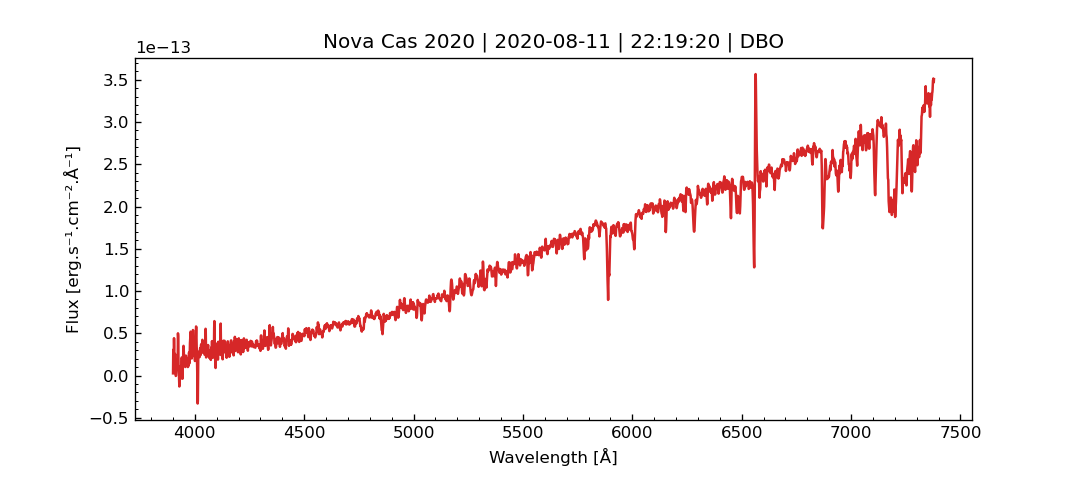 Nova Cas 2020 | 2020-08-11 | 22:19:20 | DBO
1e−13
3.5
3.0
2.5
2.0
1.5
1.0
0.5
0.0
−0.5
Flux [erg.s⁻¹.cm⁻².Å⁻¹]
4000 4500 5000 5500 6000 6500 7000 7500
Wavelength [Å]